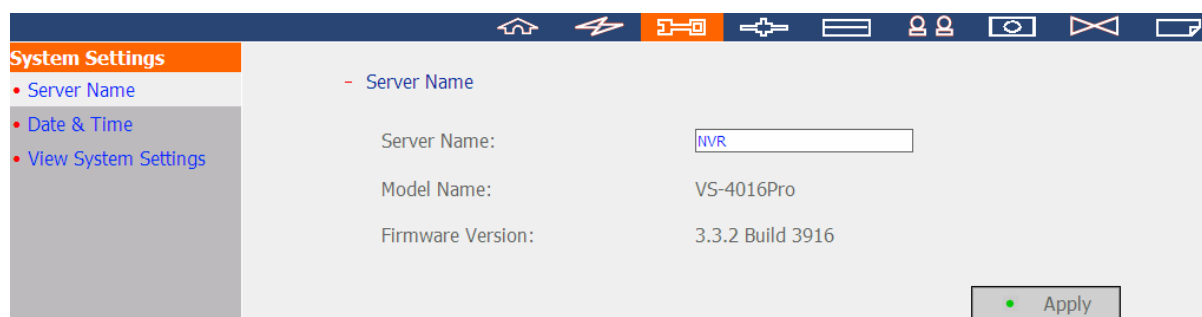 System Settings
Server Name
Date & Time
View System Settings
- Server Name
Server Name: NVR
Model Name: VS-4016Pro
Firmware Version: 3.3.2 Build 3916
Apply